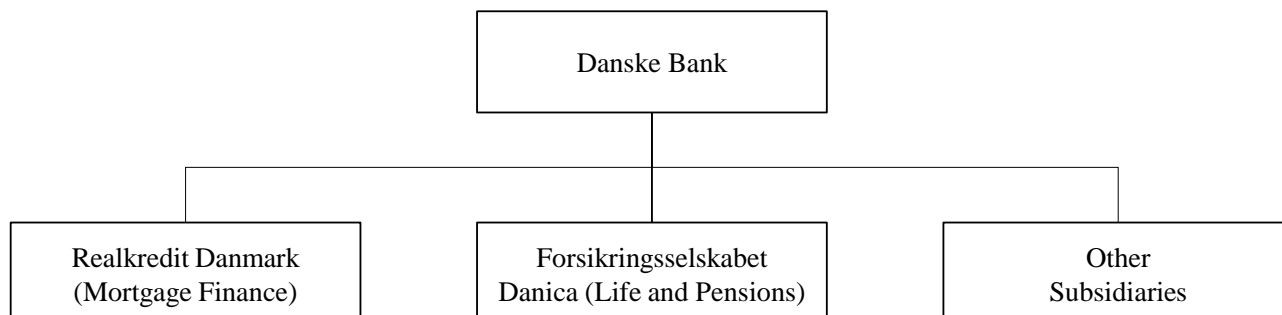 Danske Bank
Realkredit Danmark
(Mortgage Finance)
Forsikringsselskabet
Danica (Life and Pensions)
Other
Subsidiaries